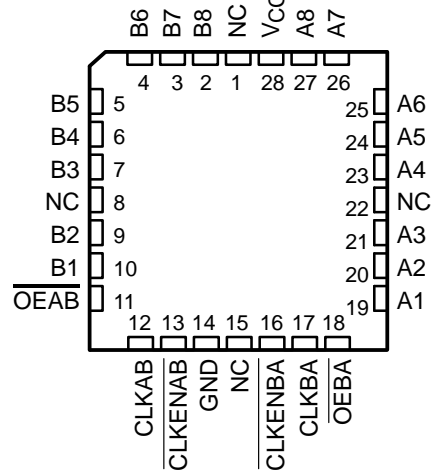 B6 B7 B8 NC VCC A8 A7
4 3 2 1 28 27 26
B5 5 25 A6
B4 6 24 A5
B3 7 23 A4
NC 8 22 NC
B2 9 21 A3
B1 10 20 A2
OEAB 11 19 A1
12 13 14 15 16 17 18
CLKAB CLKENAB GND NC CLKENBA CLKBA OEBA